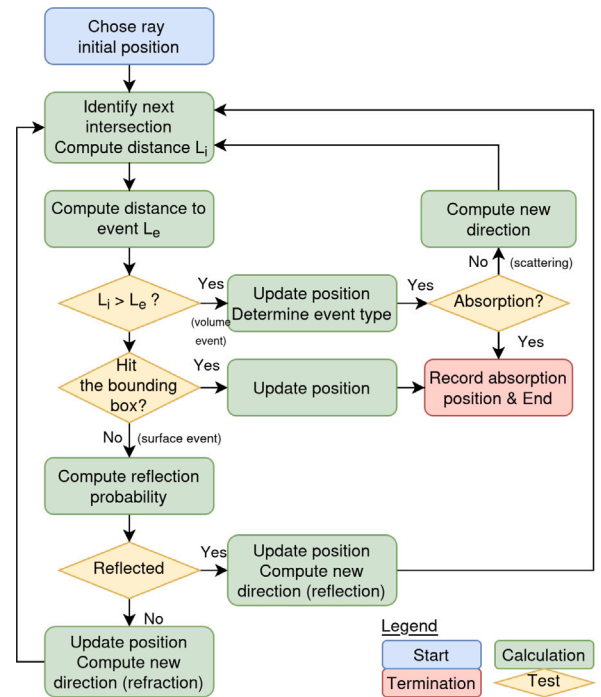 Chose ray
initial position
Identify next
intersection
Compute distance Li
Compute distance to
event Le
Compute new
direction
No (scattering)
Li > Le ?
Yes
(volume
event)
Update position
Determine event type
Yes
Absorption?
Yes
Hit
the bounding
box?
Yes
Update position
Record absorption
position & End
No (surface event)
Compute reflection
probability
Reflected
Yes
Update position
Compute new
direction (reflection)
No
Update position
Compute new
direction (refraction)
Legend
Start
Calculation
Termination
Test